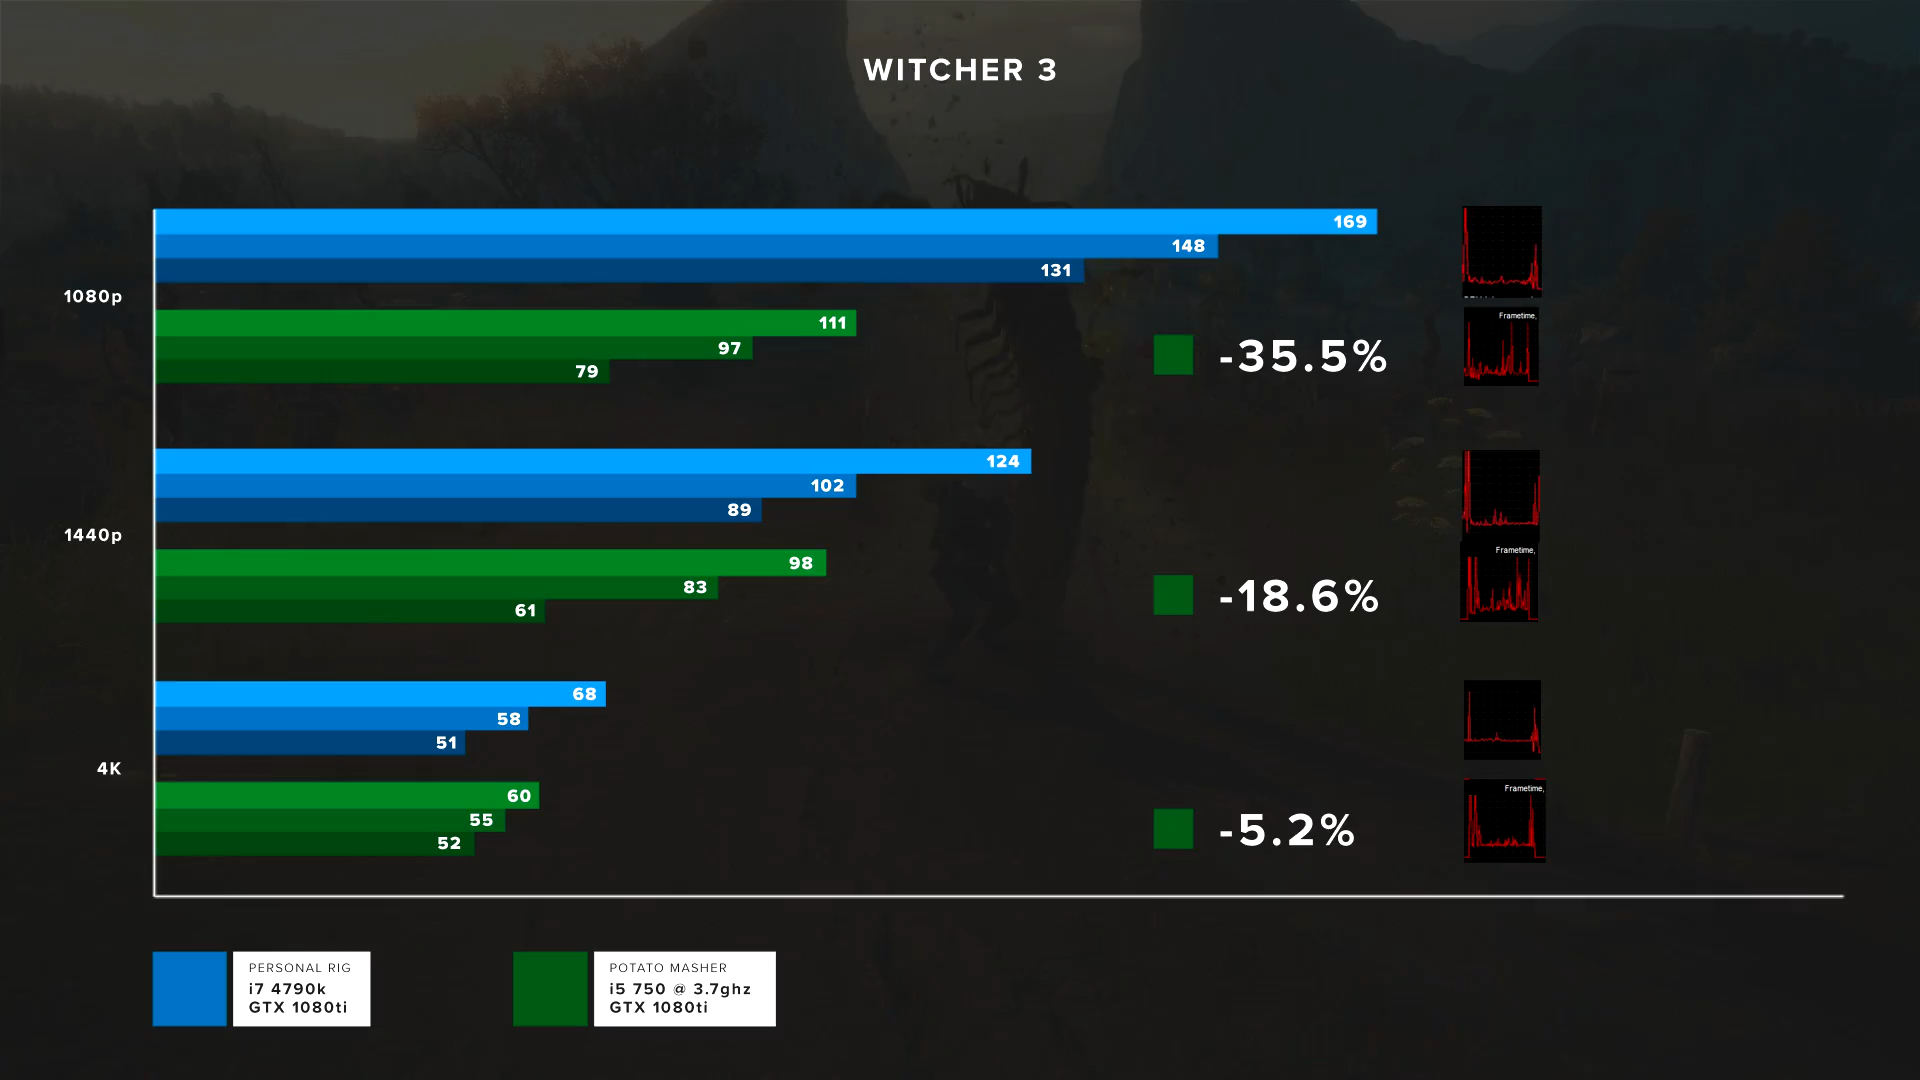 WITCHER 3
169
148
131
1080p
111
Frametime,
97
-35.5%
79
124
102
89
1440p
Frametime,
98
83
-18.6%
61
68
58
51
4K
Frametime,
60
55
-5.2%
52
PERSONAL RIG
i7 4790k
GTX 1080ti
POTATO MASHER
i5 750 @ 3.7ghz
GTX 1080ti